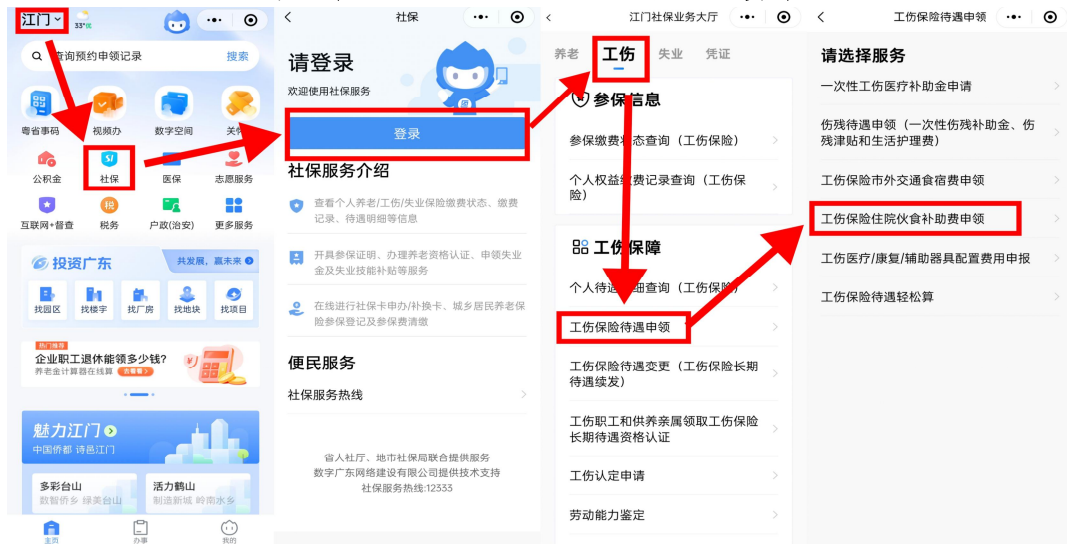 江门
33°
搜索
查询预约申领记录
粤省事码
视频办
数字空间
公积金
社保
医保
志愿服务
互联网+督查
税务
户政(治安)
更多服务
投资广东
共发展，赢未来
找园区
找楼宇
找厂房
找地块
找项目
热门推荐
企业职工退休能领多少钱?
养老金计算器在线算
去看看>
魅力江门
中国侨都 诗邑江门
多彩台山
数智侨乡 绿美台山
活力鹤山
制造新城 岭南水乡
主页
办事
我的
社保
请登录
欢迎使用社保服务
登录
社保服务介绍
查看个人养老/工伤/失业保险缴费状态、缴费
记录、待遇明细等信息
开具参保证明、办理养老资格认证、申领失业
金及失业技能补贴等服务
在线进行社保卡申办/补换卡、城乡居民养老保
险参保登记及参保费清缴
便民服务
社保服务热线
省人社厅、地市社保局联合提供服务
数字广东网络建设有限公司提供技术支持
社保服务热线:12333
江门社保业务大厅
养老
工伤
失业
凭证
参保信息
参保缴费状态查询（工伤保险）
个人权益缴费记录查询（工伤保
险）
工伤保障
个人待遇明细查询（工伤保险）
工伤保险待遇申领
工伤保险待遇变更（工伤保险长期
待遇续发）
工伤职工和供养亲属领取工伤保险
长期待遇资格认证
工伤认定申请
劳动能力鉴定
工伤保险待遇申领
请选择服务
一次性工伤医疗补助金申请
伤残待遇申领（一次性伤残补助金、伤
残津贴和生活护理费）
工伤保险市外交通食宿费申领
工伤保险住院伙食补助费申领
工伤医疗/康复/辅助器具配置费用申报
工伤保险待遇轻松算